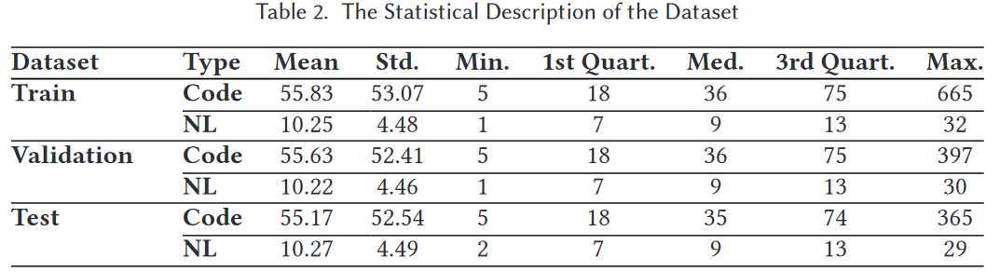 Table 2. The Statistical Description of the Dataset
Dataset Type Mean Std. Min. 1st Quart. Med. 3rd Quart. Max.
Train Code 55.83 53.07 5 18 36 75 665
NL 10.25 4.48 1 7 9 13 32
Validation Code 55.63 52.41 5 18 36 75 397
NL 10.22 4.46 1 7 9 13 30
Test Code 55.17 52.54 5 18 35 74 365
NL 10.27 4.49 2 7 9 13 29